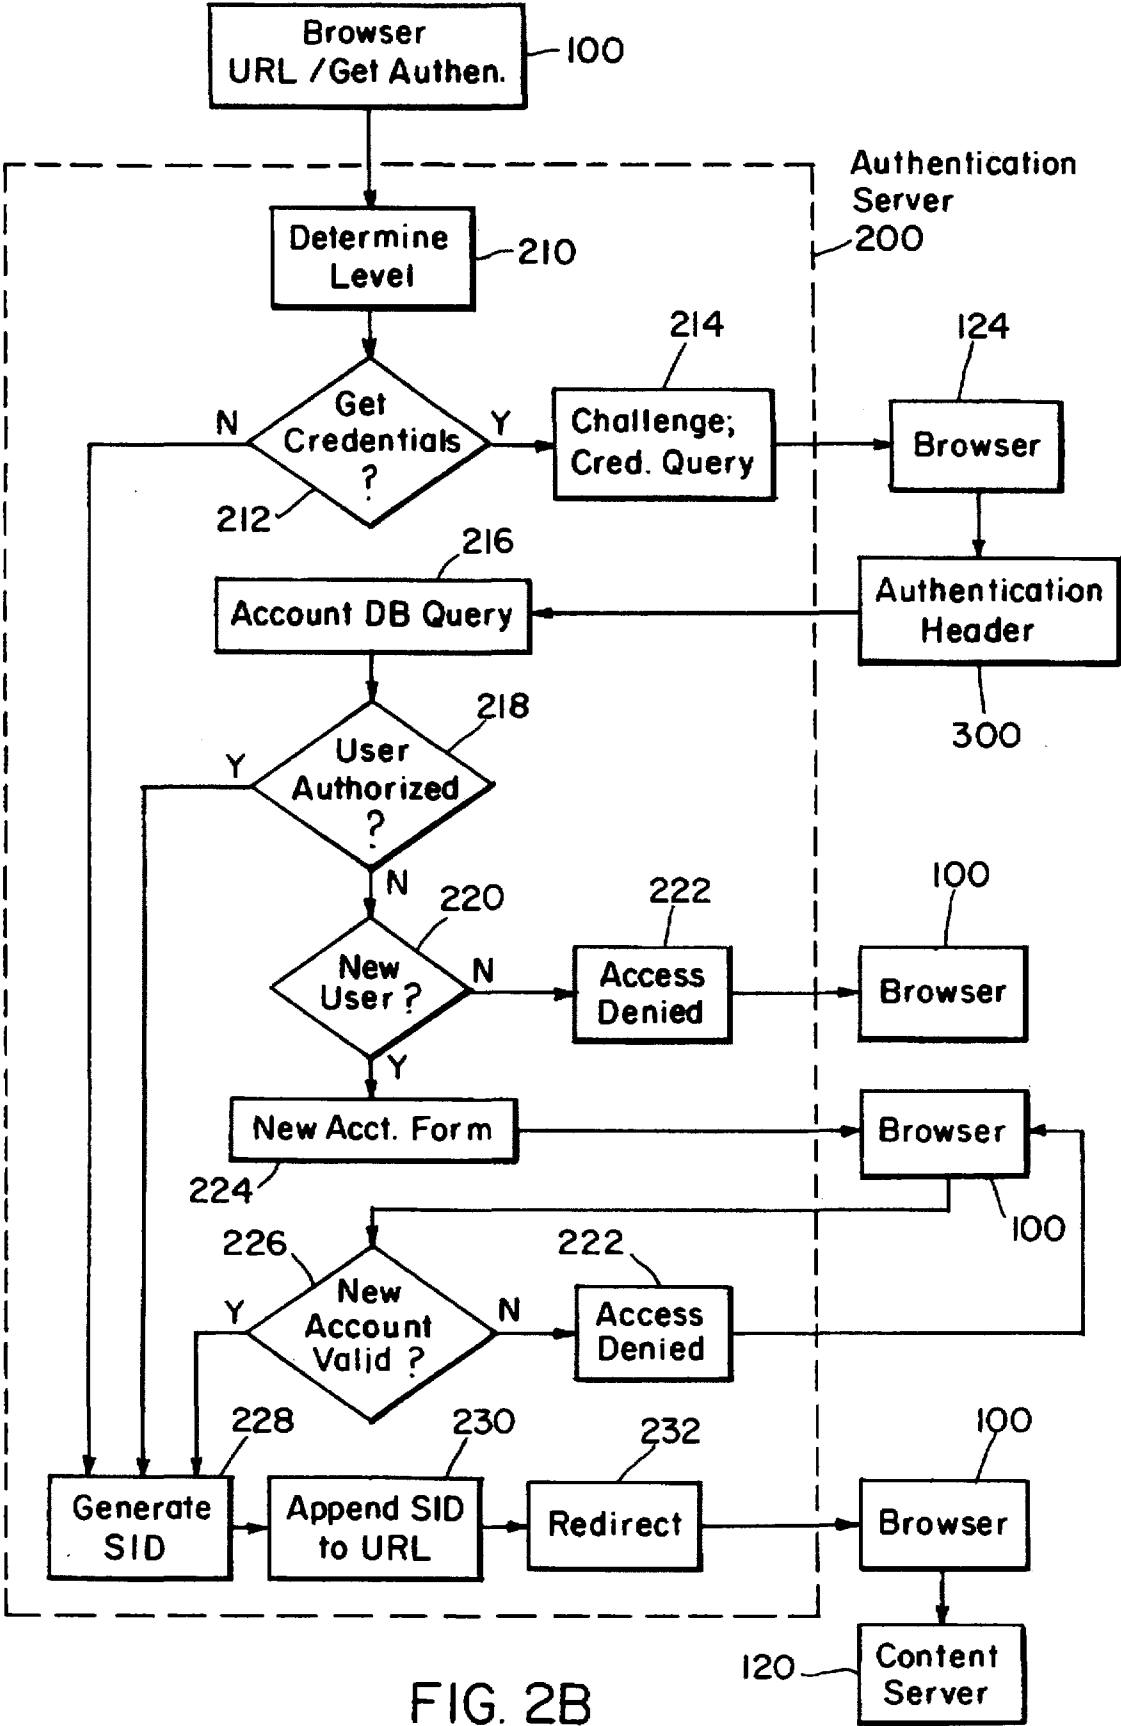 Browser
URL /Get Authen.
100
Authentication
Server
200
Determine
Level
210
214
124
N
Get
Credentials
?
Y
212
Challenge;
Cred. Query
Browser
216
Account DB Query
Authentication
Header
300
218
Y
User
Authorized
?
N
220
222
100
New
User ?
N
Access
Denied
Browser
Y
New Acct. Form
Browser
224
100
226
222
Y
New
Account
Valid ?
N
Access
Denied
228
230
232
100
Generate
SID
Append SID
to URL
Redirect
Browser
120
Content
Server
FIG. 2B